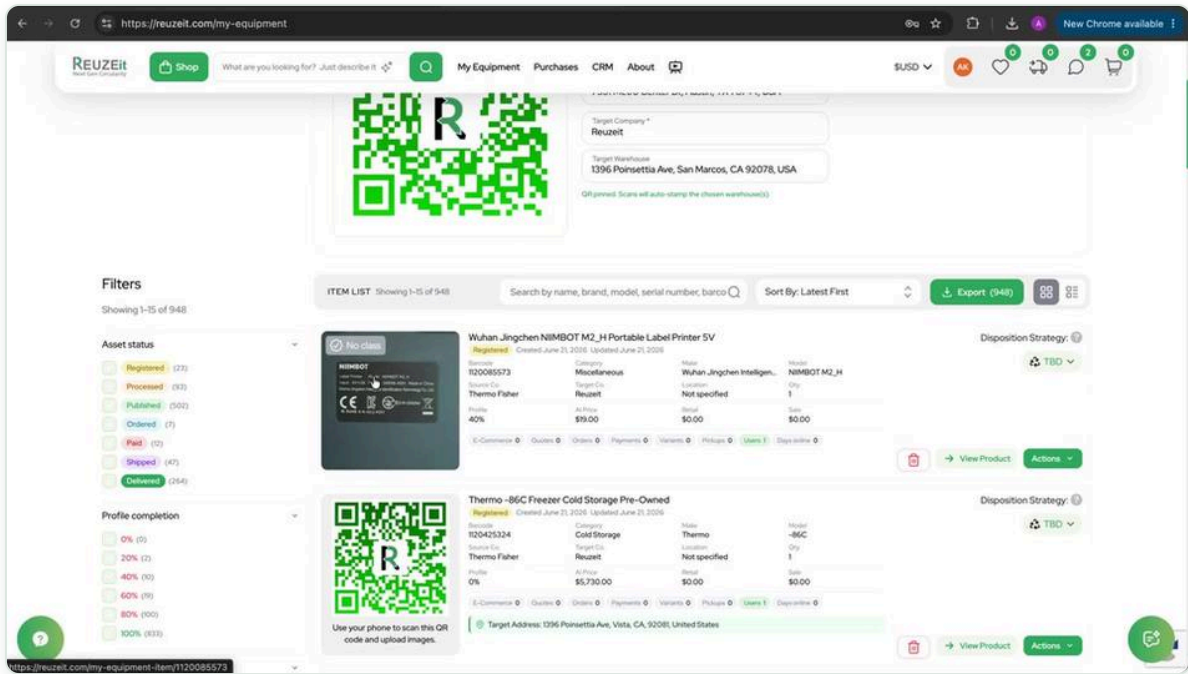 https://reuzeit.com/my-equipment
New Chrome available
REUZEit
Next Gen Circularity
Shop
What are you looking for? Just describe it
My Equipment
Purchases
CRM
About
$USD
AK
0
0
2
0
Target Company *
Reuzeit
Target Warehouse
1396 Poinsettia Ave, San Marcos, CA 92078, USA
QR pinned. Scans will auto-stamp the chosen warehouse(s)
Filters
Showing 1-15 of 948
Asset status
Registered (23)
Processed (93)
Published (502)
Ordered (7)
Paid (12)
Shipped (47)
Delivered (264)
Profile completion
0% (0)
20% (2)
40% (10)
60% (19)
80% (100)
100% (833)
ITEM LIST Showing 1-15 of 948
Search by name, brand, model, serial number, barco
Sort By: Latest First
Export (948)
No class
NIIMBOT
Wuhan Jingchen NIIMBOT M2_H Portable Label Printer 5V
Registered Created June 21, 2026 Updated June 21, 2026
Barcode Category Make Model
1120085573 Miscellaneous Wuhan Jingchen Intelligen... NIIMBOT M2_H
Source Co. Target Co. Location Qty
Thermo Fisher Reuzeit Not specified 1
Profile AI Price Retail Sale
40% $19.00 $0.00 $0.00
E-Commerce 0 Quotes 0 Orders 0 Payments 0 Variants 0 Pickups 0 Users 1 Days online 0
Disposition Strategy:
TBD
View Product
Actions
Use your phone to scan this QR
code and upload images.
Thermo -86C Freezer Cold Storage Pre-Owned
Registered Created June 21, 2026 Updated June 21, 2026
Barcode Category Make Model
1120425324 Cold Storage Thermo -86C
Source Co. Target Co. Location Qty
Thermo Fisher Reuzeit Not specified 1
Profile AI Price Retail Sale
0% $5,730.00 $0.00 $0.00
E-Commerce 0 Quotes 0 Orders 0 Payments 0 Variants 0 Pickups 0 Users 1 Days online 0
Target Address: 1396 Poinsettia Ave, Vista, CA, 92081, United States
Disposition Strategy:
TBD
View Product
Actions
https://reuzeit.com/my-equipment-item/1120085573